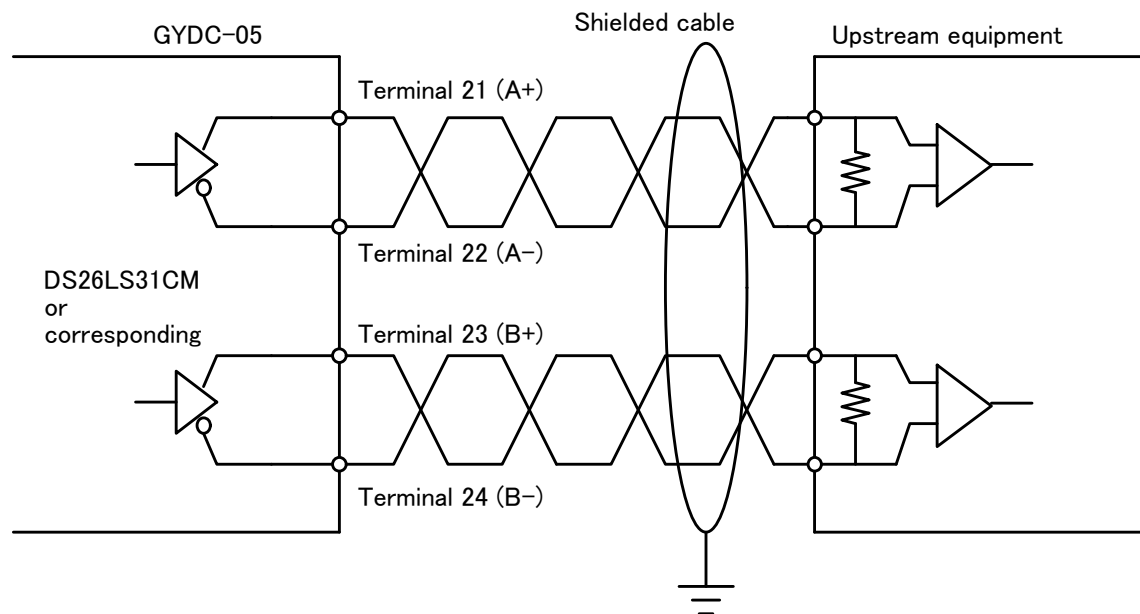 Shielded cable
GYDC-05
Upstream equipment
Terminal 21 (A+)
Terminal 22 (A-)
DS26LS31CM
or
corresponding
Terminal 23 (B+)
Terminal 24 (B-)